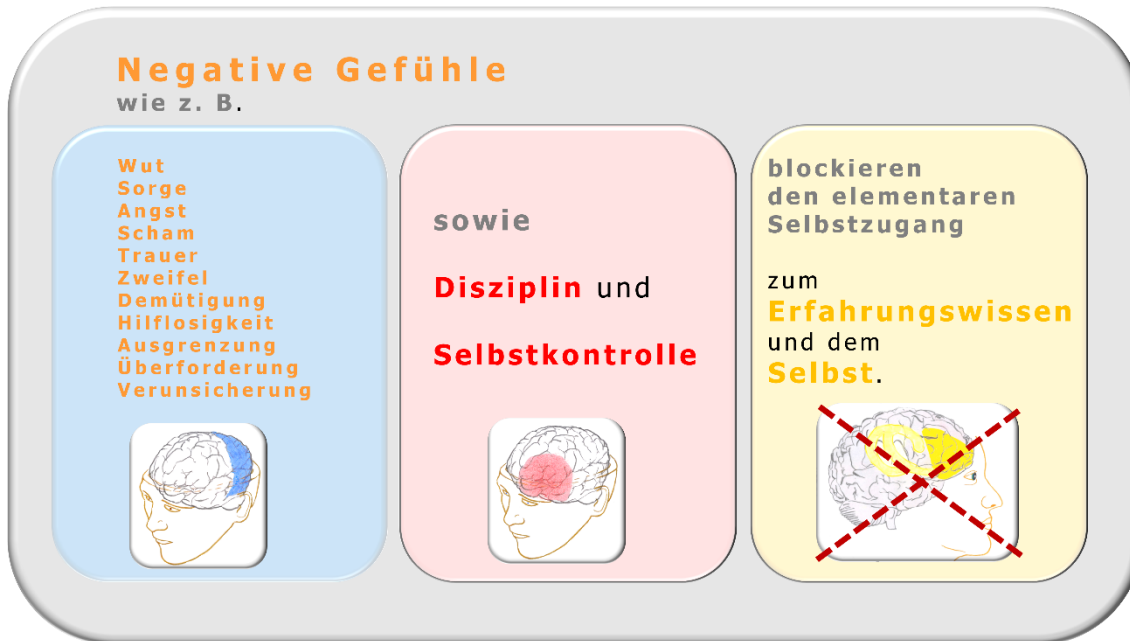 Negative Gefühle
wie z. B.
Wut
Sorge
Angst
Scham
Trauer
Zweifel
Demütigung
Hilflosigkeit
Ausgrenzung
Überforderung
Verunsicherung
sowie
Disziplin und
Selbstkontrolle
blockieren
den elementaren
Selbstzugang
zum
Erfahrungswissen
und dem
Selbst.